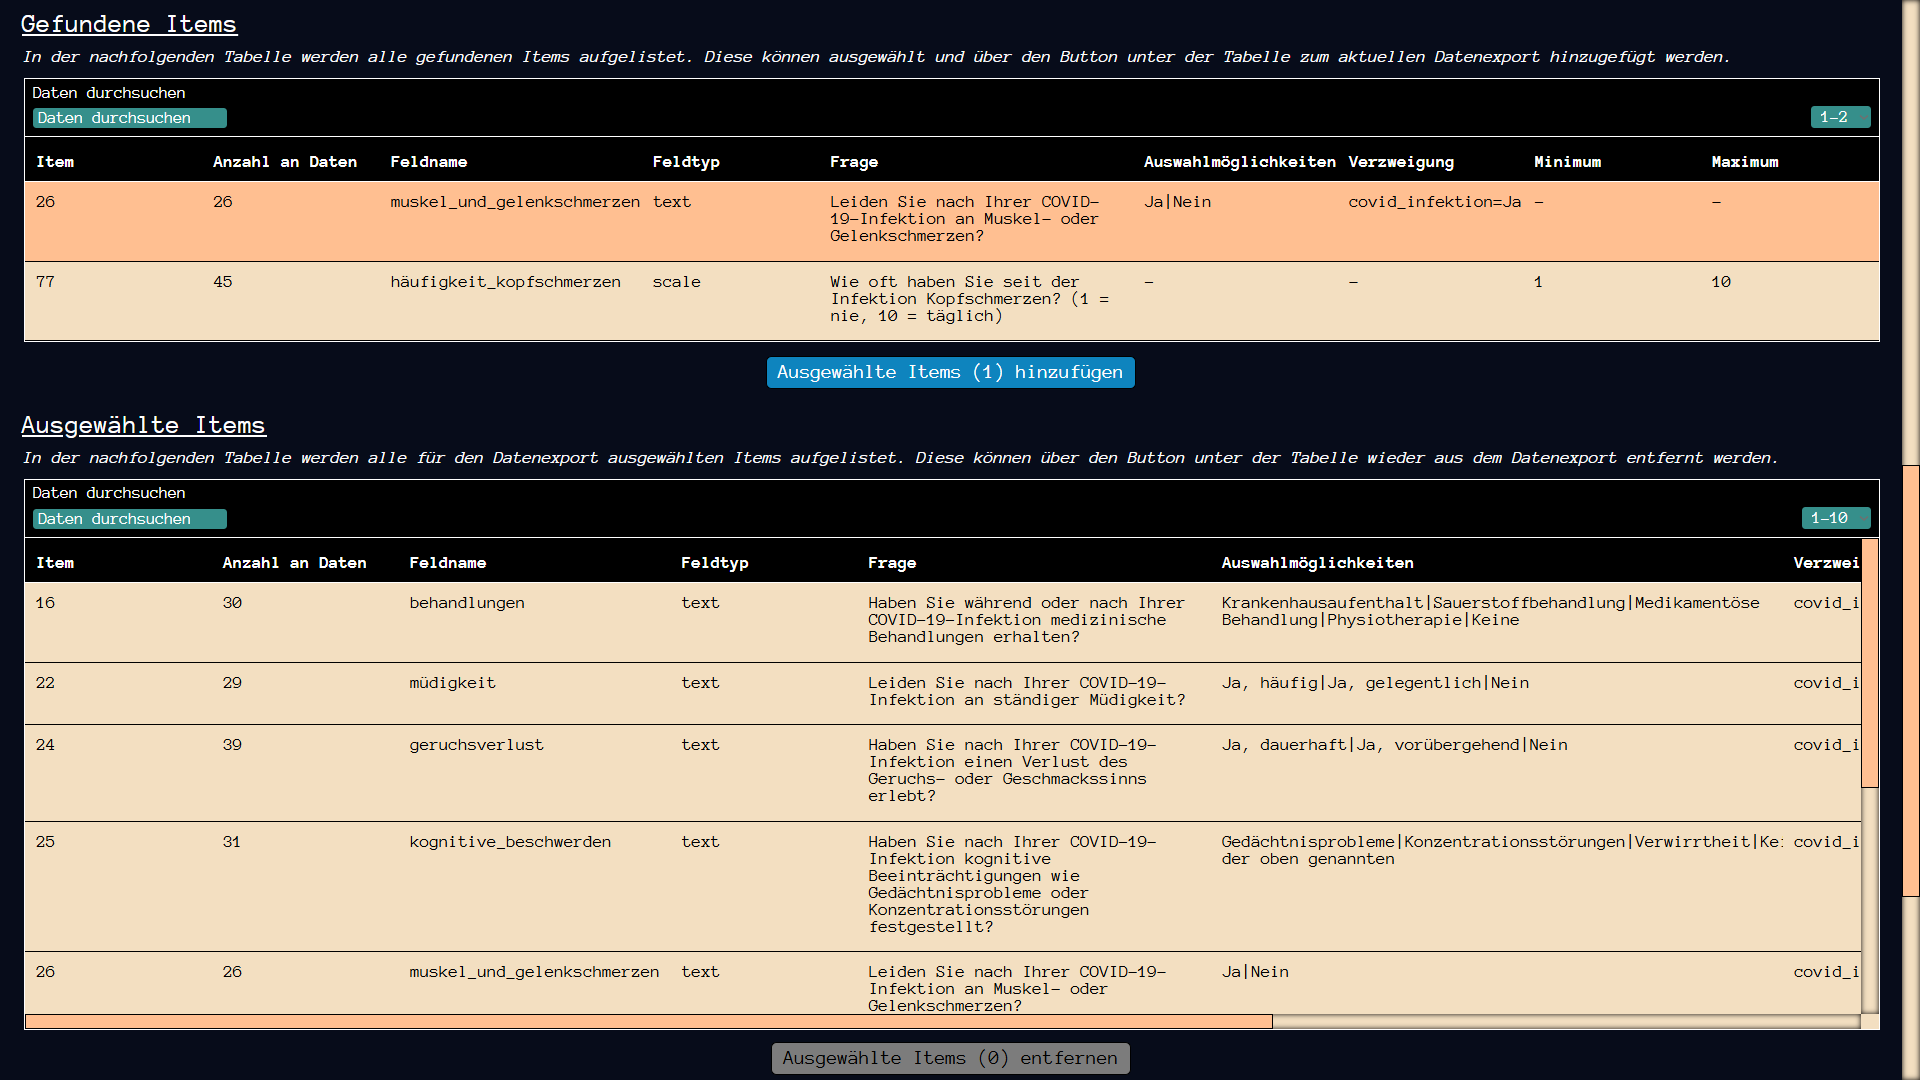 Gefundene Items
In der nachfolgenden Tabelle werden alle gefundenen Items aufgelistet. Diese können ausgewählt und über den Button unter der Tabelle zum aktuellen Datenexport hinzugefügt werden.
Daten durchsuchen
Daten durchsuchen 1-2
Item Anzahl an Daten Feldname Feldtyp Frage Auswahlmöglichkeiten Verzweigung Minimum Maximum
26 26 muskel_und_gelenkschmerzen text Leiden Sie nach Ihrer COVID- Ja|Nein covid_infektion=Ja - -
19-Infektion an Muskel- oder
Gelenkschmerzen?
77 45 häufigkeit_kopfschmerzen scale Wie oft haben Sie seit der - - 1 10
Infektion Kopfschmerzen? (1 =
nie, 10 = täglich)
Ausgewählte Items (1) hinzufügen
Ausgewählte Items
In der nachfolgenden Tabelle werden alle für den Datenexport ausgewählten Items aufgelistet. Diese können über den Button unter der Tabelle wieder aus dem Datenexport entfernt werden.
Daten durchsuchen
Daten durchsuchen 1-10
Item Anzahl an Daten Feldname Feldtyp Frage Auswahlmöglichkeiten Verzwei
16 30 behandlungen text Haben Sie während oder nach Ihrer Krankenhausaufenthalt|Sauerstoffbehandlung|Medikamentöse covid_i
COVID-19-Infektion medizinische Behandlung|Physiotherapie|Keine
Behandlungen erhalten?
22 29 müdigkeit text Leiden Sie nach Ihrer COVID-19- Ja, häufig|Ja, gelegentlich|Nein covid_i
Infektion an ständiger Müdigkeit?
24 39 geruchsverlust text Haben Sie nach Ihrer COVID-19- Ja, dauerhaft|Ja, vorübergehend|Nein covid_i
Infektion einen Verlust des
Geruchs- oder Geschmackssinns
erlebt?
25 31 kognitive_beschwerden text Haben Sie nach Ihrer COVID-19- Gedächtnisprobleme|Konzentrationsstörungen|Verwirrtheit|Kei covid_i
Infektion kognitive der oben genannten
Beeinträchtigungen wie
Gedächtnisprobleme oder
Konzentrationsstörungen
festgestellt?
26 26 muskel_und_gelenkschmerzen text Leiden Sie nach Ihrer COVID-19- Ja|Nein covid_i
Infektion an Muskel- oder
Gelenkschmerzen?
Ausgewählte Items (0) entfernen